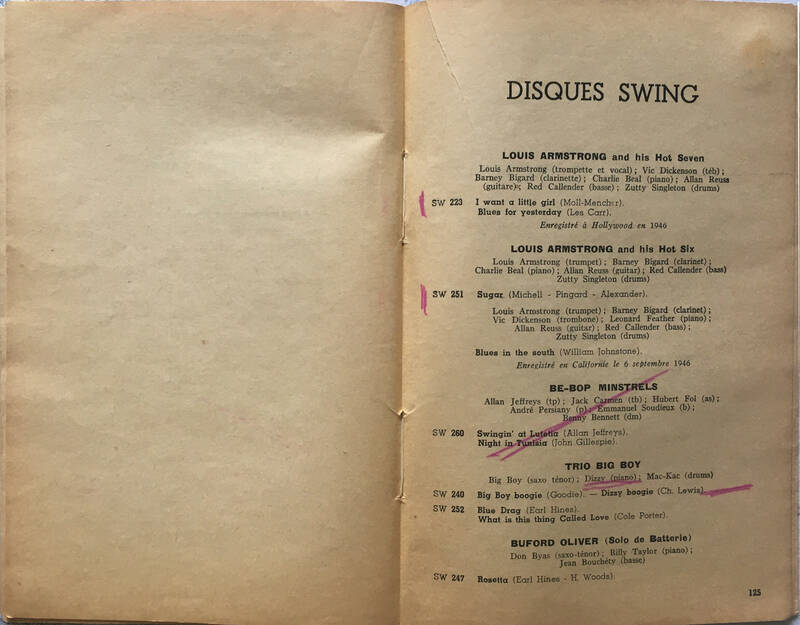 DISQUES SWING
LOUIS ARMSTRONG and his Hot Seven
Louis Armstrong (trompette et vocal) ; Vic Dickenson (téb) ;
Barney Bigard (clarinette) ; Charlie Beal (piano) ; Allan Reuss
(guitare) ; Red Callender (basse) ; Zutty Singleton (drums)
SW 223 I want a little girl (Moll-Mencher).
Blues for yesterday (Les Carr).
Enregistré à Hollywood en 1946
LOUIS ARMSTRONG and his Hot Six
Louis Armstrong (trumpet) ; Barney Bigard (clarinet) ;
Charlie Beal (piano) ; Allan Reuss (guitar) ; Red Callender (bass)
Zutty Singleton (drums)
SW 251 Sugar (Michell - Pingard - Alexander).
Louis Armstrong (trumpet) ; Barney Bigard (clarinet) ;
Vic Dickenson (trombone) ; Leonard Feather (piano) ;
Allan Reuss (guitar) ; Red Callender (bass) ;
Zutty Singleton (drums)
Blues in the south (William Johnstone).
Enregistré en Californie le 6 septembre 1946
BE-BOP MINSTRELS
Allan Jeffreys (tp) ; Jack Carmen (tb) ; Hubert Fol (as) ;
André Persiany (p) ; Emmanuel Soudieux (b) ;
Benny Bennett (dm)
SW 260 Swingin' at Lutetia (Allan Jeffreys).
Night in Tunisia (John Gillespie).
TRIO BIG BOY
Big Boy (saxo ténor) ; Dizzy (piano) ; Mac-Kac (drums)
SW 240 Big Boy boogie (Goodie). — Dizzy boogie (Ch. Lewis).
SW 252 Blue Drag (Earl Hines).
What is this thing Called Love (Cole Porter).
BUFORD OLIVER (Solo de Batterie)
Don Byas (saxo-ténor) ; Billy Taylor (piano) ;
Jean Bouchéty (basse)
SW 247 Rosetta (Earl Hines - H. Woods).
125